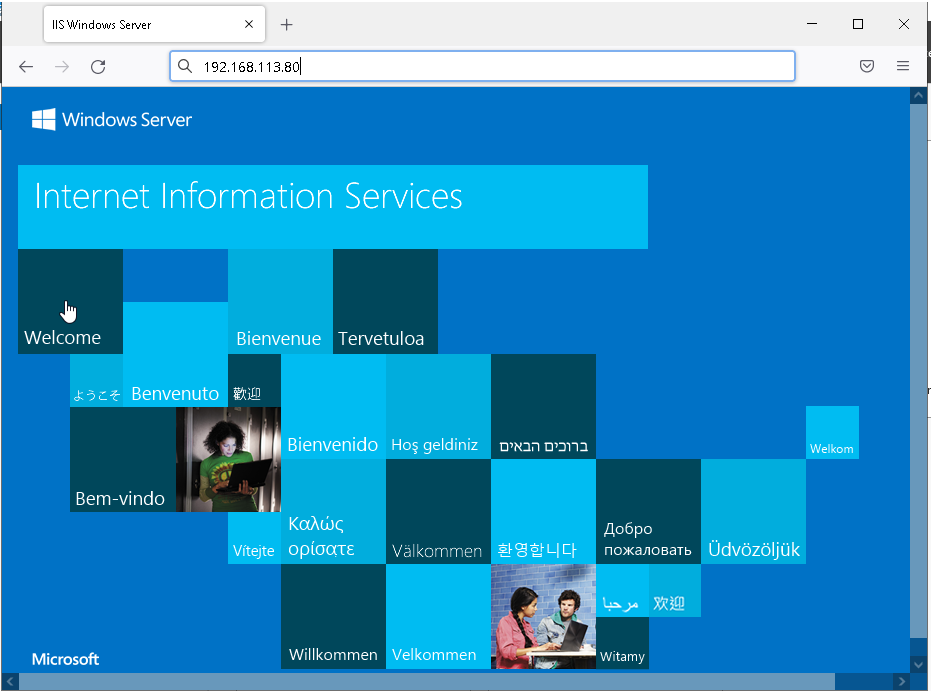 IIS Windows Server
192.168.113.80
Windows Server
Internet Information Services
Welcome
Bienvenue
Tervetuloa
ようこそ
Benvenuto
歡迎
Bienvenido
Hoş geldiniz
ברוכים הבאים
Welkom
Bem-vindo
Vítejte
Καλώς
ορίσατε
Välkommen
환영합니다
Добро
пожаловать
Üdvözöljük
مرحبا
欢迎
Microsoft
Willkommen
Velkommen
Witamy